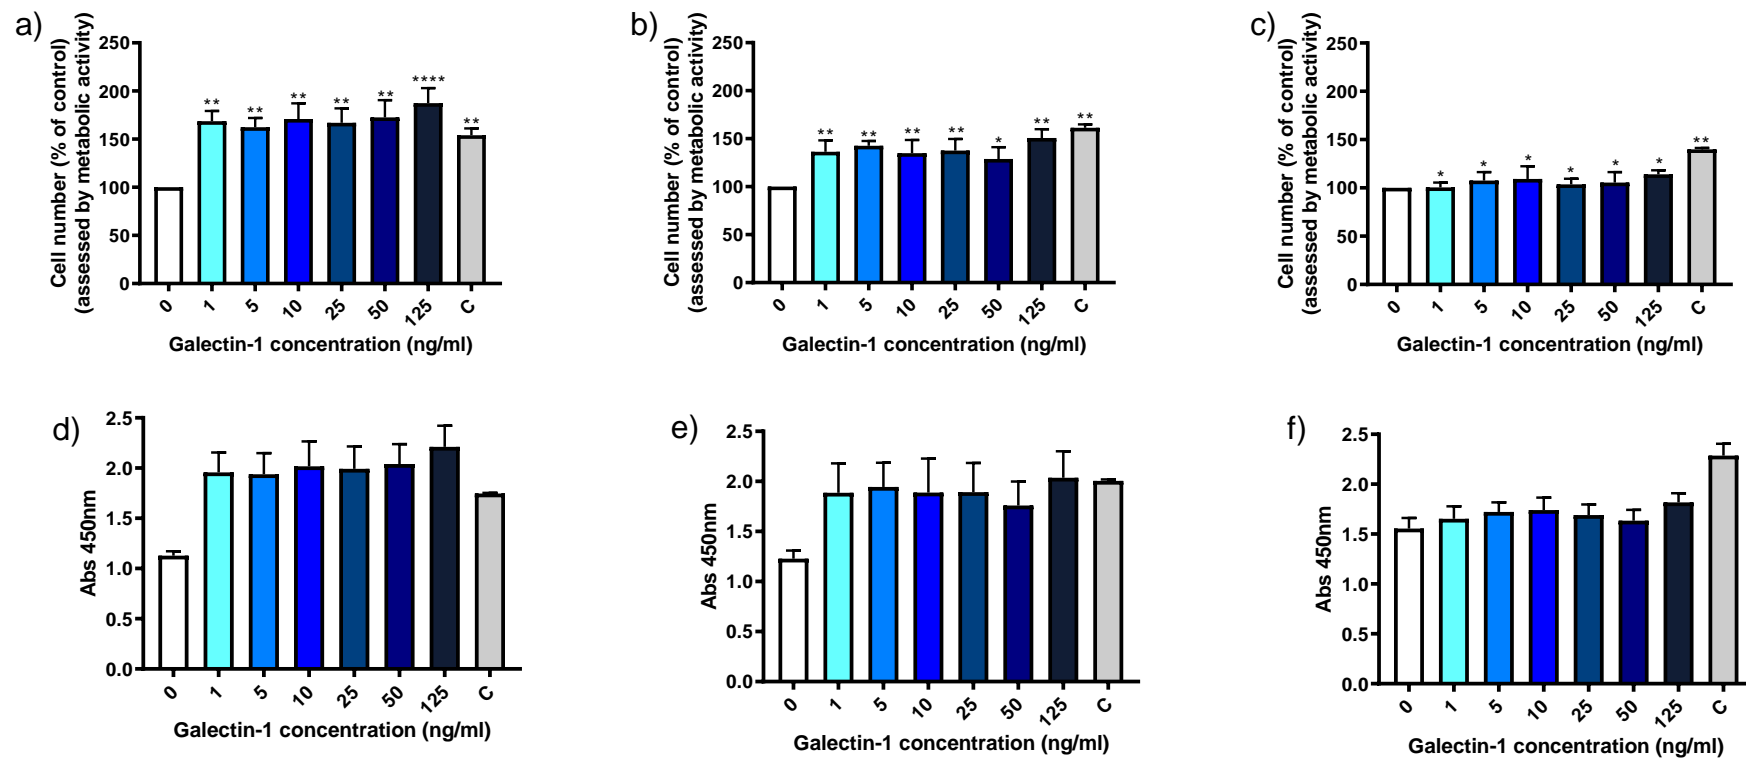 a)
Cell number (% of control)
(assessed by metabolic activity)
250
200
150
100
50
0
**
**
**
**
**
****
**
0 1 5 10 25 50 125 C
Galectin-1 concentration (ng/ml)
b)
Cell number (% of control)
(assessed by metabolic activity)
250
200
150
100
50
0
**
**
**
**
*
**
**
0 1 5 10 25 50 125 C
Galectin-1 concentration (ng/ml)
c)
Cell number (% of control)
(assessed by metabolic activity)
250
200
150
100
50
0
*
*
*
*
*
*
**
0 1 5 10 25 50 125 C
Galectin-1 concentration (ng/ml)
d)
Abs 450nm
2.5
2.0
1.5
1.0
0.5
0.0
0 1 5 10 25 50 125 C
Galectin-1 concentration (ng/ml)
e)
Abs 450nm
2.5
2.0
1.5
1.0
0.5
0.0
0 1 5 10 25 50 125 C
Galectin-1 concentration (ng/ml)
f)
Abs 450nm
2.5
2.0
1.5
1.0
0.5
0.0
0 1 5 10 25 50 125 C
Galectin-1 concentration (ng/ml)